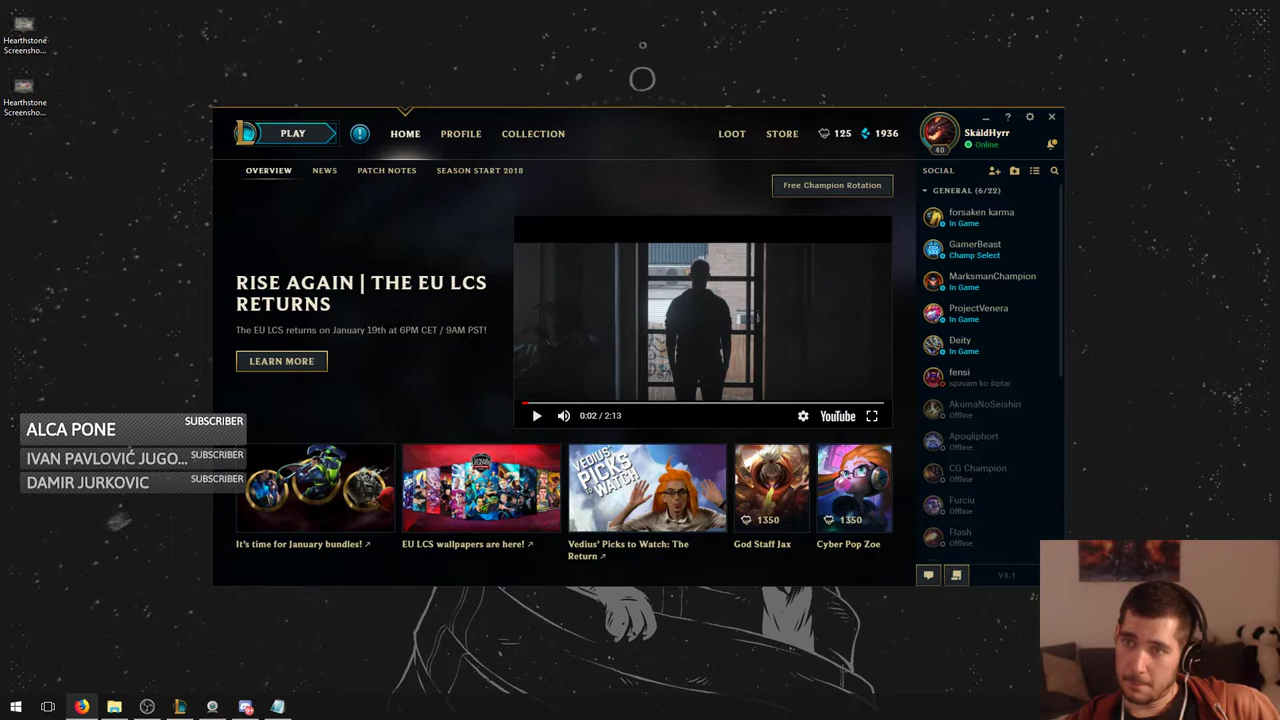 Hearthstone
Screensho...
Hearthstone
Screensho...
PLAY
HOME
PROFILE
COLLECTION
LOOT
STORE
125
1936
40
SkáldHyrr
Online
OVERVIEW
NEWS
PATCH NOTES
SEASON START 2018
Free Champion Rotation
RISE AGAIN | THE EU LCS
RETURNS
The EU LCS returns on January 19th at 6PM CET / 9AM PST!
LEARN MORE
0:02 / 2:13
YouTube
SOCIAL
GENERAL (6/22)
forsaken karma
In Game
GamerBeast
Champ Select
MarksmanChampion
In Game
ProjectVenera
In Game
Đeity
In Game
fensi
spavam ko šiptar
AkumaNoSeishin
Offline
Apoqliphort
Offline
CG Champion
Offline
Furciu
Offline
Flash
Offline
V8.1
ALCA PONE SUBSCRIBER
IVAN PAVLOVIĆ JUGO... SUBSCRIBER
DAMIR JURKOVIC SUBSCRIBER
VEDIUS'
PICKS
TO
WATCH
1350
1350
It's time for January bundles!
EU LCS wallpapers are here!
Vedius' Picks to Watch: The
Return
God Staff Jax
Cyber Pop Zoe